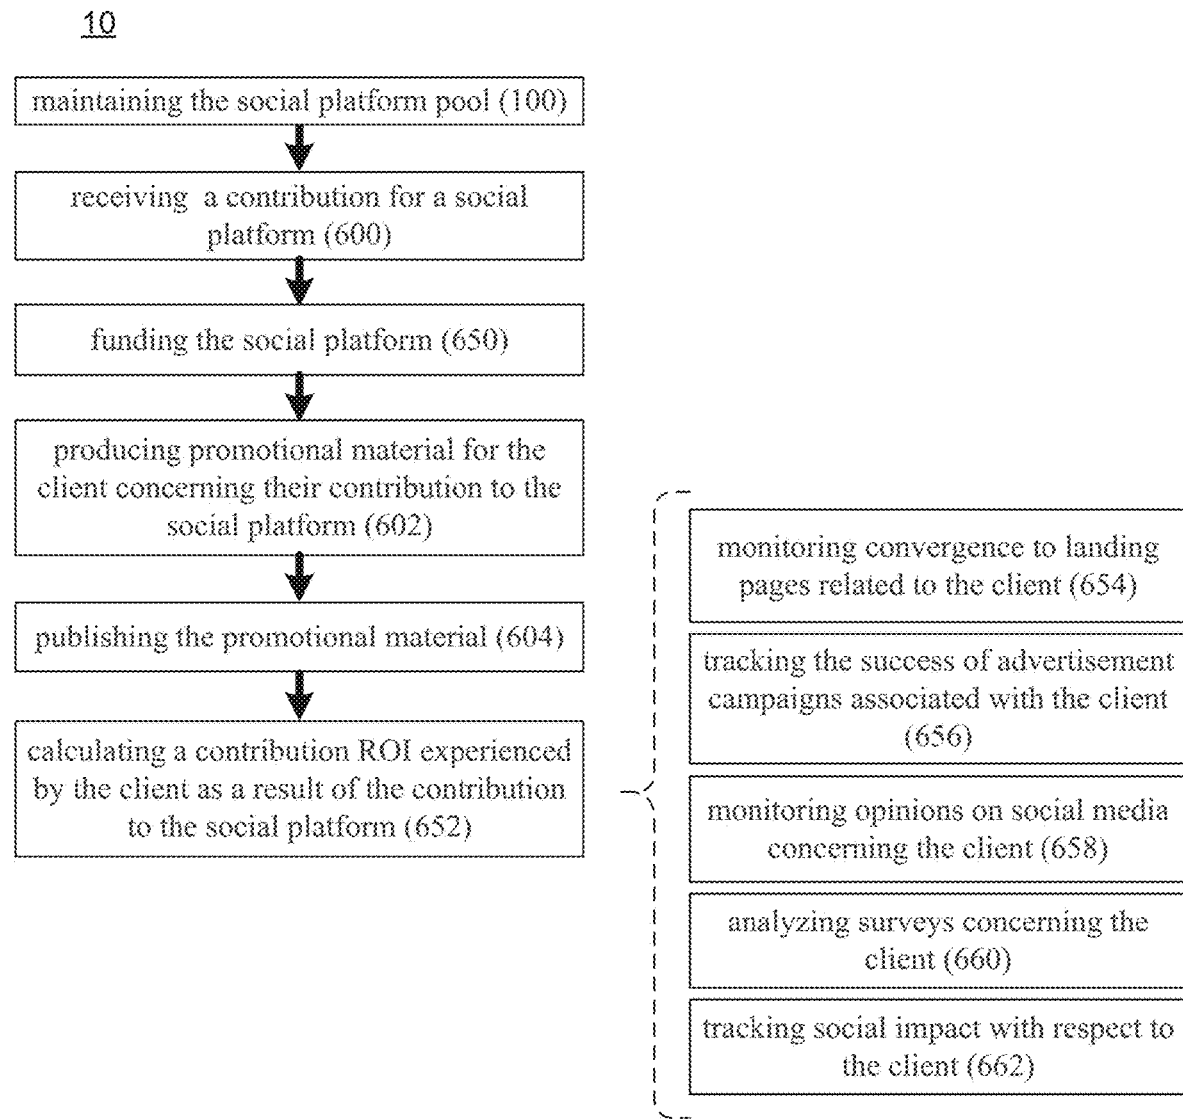 10
maintaining the social platform pool (100)
receiving a contribution for a social
platform (600)
funding the social platform (650)
producing promotional material for the
client concerning their contribution to the
social platform (602)
publishing the promotional material (604)
calculating a contribution ROI experienced
by the client as a result of the contribution
to the social platform (652)
monitoring convergence to landing
pages related to the client (654)
tracking the success of advertisement
campaigns associated with the client
(656)
monitoring opinions on social media
concerning the client (658)
analyzing surveys concerning the
client (660)
tracking social impact with respect to
the client (662)